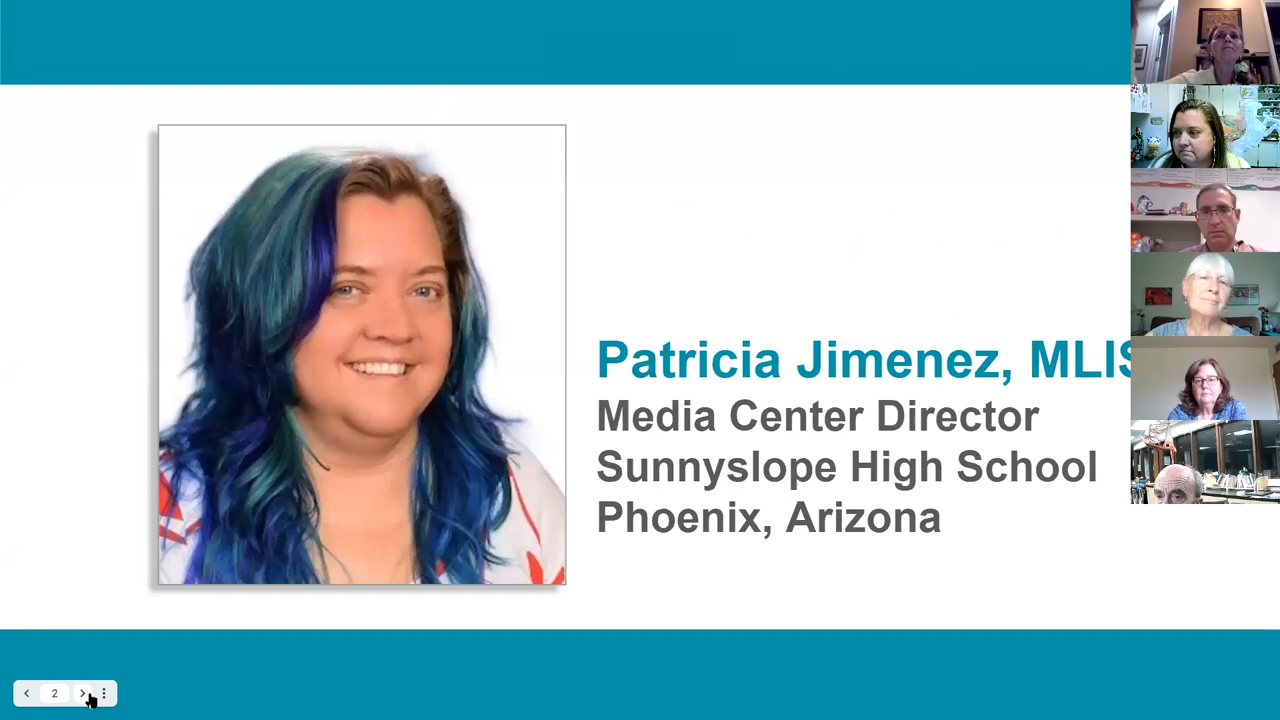 Patricia Jimenez, MLIS
Media Center Director
Sunnyslope High School
Phoenix, Arizona
2